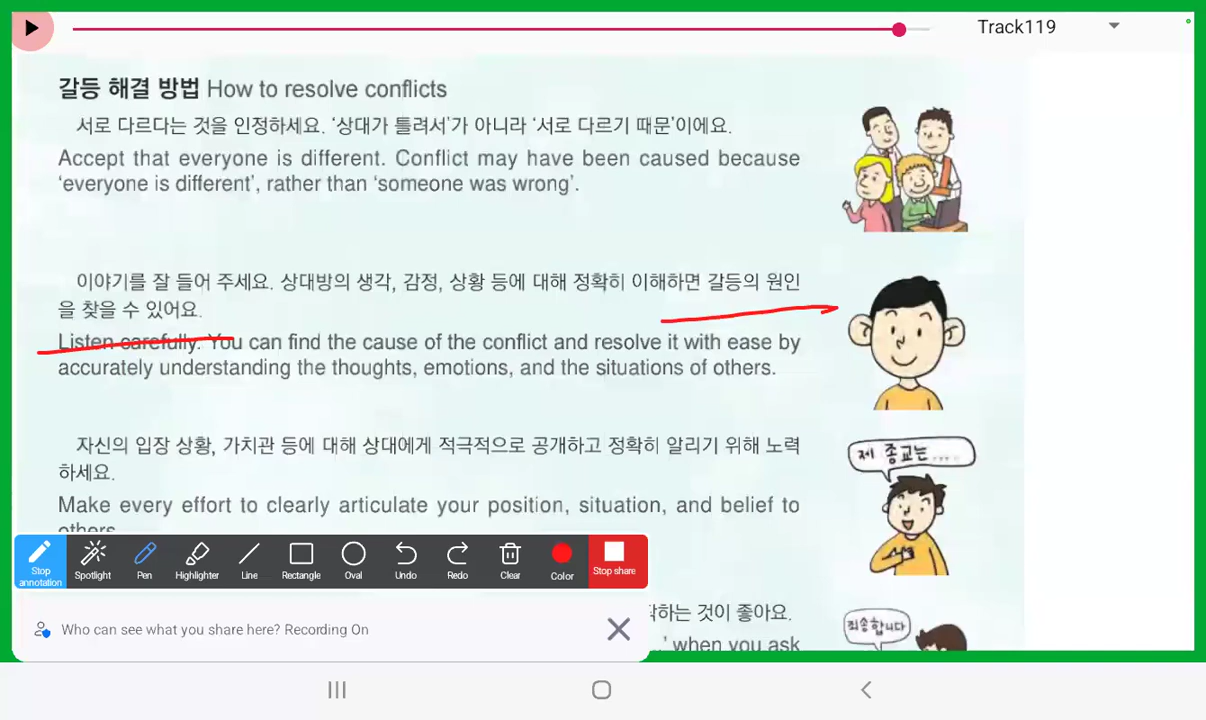 Track119
갈등 해결 방법 How to resolve conflicts
서로 다르다는 것을 인정하세요. ‘상대가 틀려서’가 아니라 ‘서로 다르기 때문’이에요.
Accept that everyone is different. Conflict may have been caused because
‘everyone is different’, rather than ‘someone was wrong’.
이야기를 잘 들어 주세요. 상대방의 생각, 감정, 상황 등에 대해 정확히 이해하면 갈등의 원인
을 찾을 수 있어요.
Listen carefully. You can find the cause of the conflict and resolve it with ease by
accurately understanding the thoughts, emotions, and the situations of others.
자신의 입장 상황, 가치관 등에 대해 상대에게 적극적으로 공개하고 정확히 알리기 위해 노력
하세요.
제 종교는....
Make every effort to clearly articulate your position, situation, and belief to
others.
Stop annotation
Spotlight
Pen
Highlighter
Line
Rectangle
Oval
Undo
Redo
Clear
Color
Stop share
Who can see what you share here? Recording On
하는 것이 좋아요.
죄송합니다
when you ask